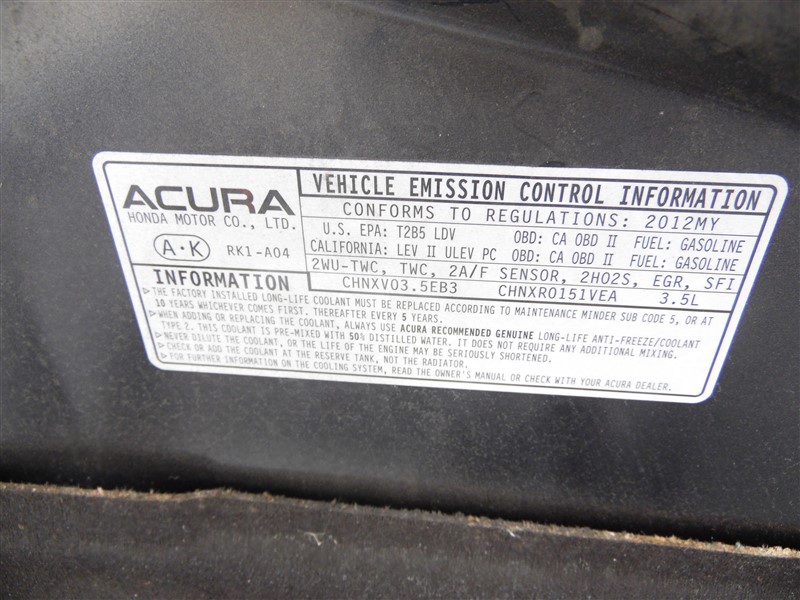 ACURA
HONDA MOTOR CO., LTD.
A·K RK1-A04
VEHICLE EMISSION CONTROL INFORMATION
CONFORMS TO REGULATIONS: 2012MY
U.S. EPA: T2B5 LDV OBD: CA OBD II FUEL: GASOLINE
CALIFORNIA: LEV II ULEV PC OBD: CA OBD II FUEL: GASOLINE
2WU-TWC, TWC, 2A/F SENSOR, 2HO2S, EGR, SFI
CHNXV03.5EB3 CHNXR0151VEA 3.5L
INFORMATION
▷THE FACTORY INSTALLED LONG-LIFE COOLANT MUST BE REPLACED ACCORDING TO MAINTENANCE MINDER SUB CODE 5, OR AT
10 YEARS WHICHEVER COMES FIRST. THEREAFTER EVERY 5 YEARS.
▷WHEN ADDING OR REPLACING THE COOLANT, ALWAYS USE ACURA RECOMMENDED GENUINE LONG-LIFE ANTI-FREEZE/COOLANT
TYPE 2. THIS COOLANT IS PRE-MIXED WITH 50% DISTILLED WATER. IT DOES NOT REQUIRE ANY ADDITIONAL MIXING.
▷NEVER DILUTE THE COOLANT, OR THE LIFE OF THE ENGINE MAY BE SERIOUSLY SHORTENED.
▷ADD COOLANT AT THE RESERVE TANK, NOT THE RADIATOR.
▷FOR FURTHER INFORMATION ON THE COOLING SYSTEM, READ THE OWNER'S MANUAL OR CHECK WITH YOUR ACURA DEALER.